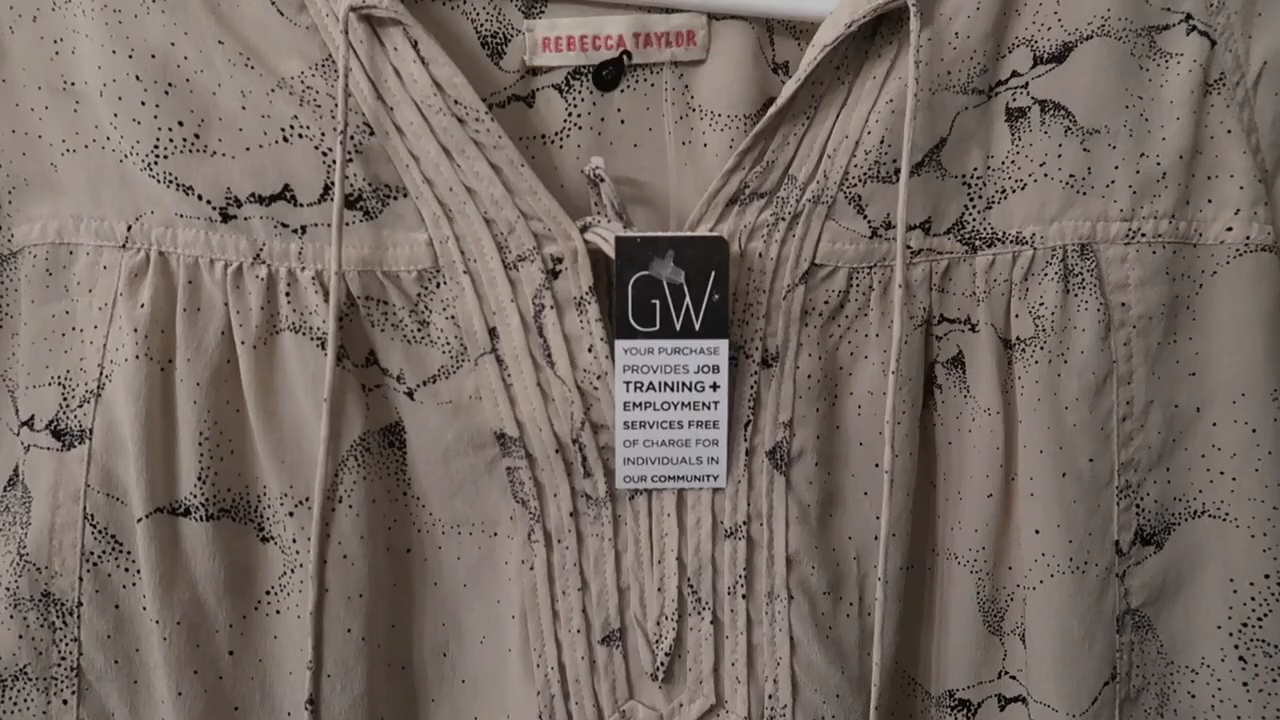 REBECCA TAYLOR
GW
YOUR PURCHASE
PROVIDES JOB
TRAINING +
EMPLOYMENT
SERVICES FREE
OF CHARGE FOR
INDIVIDUALS IN
OUR COMMUNITY